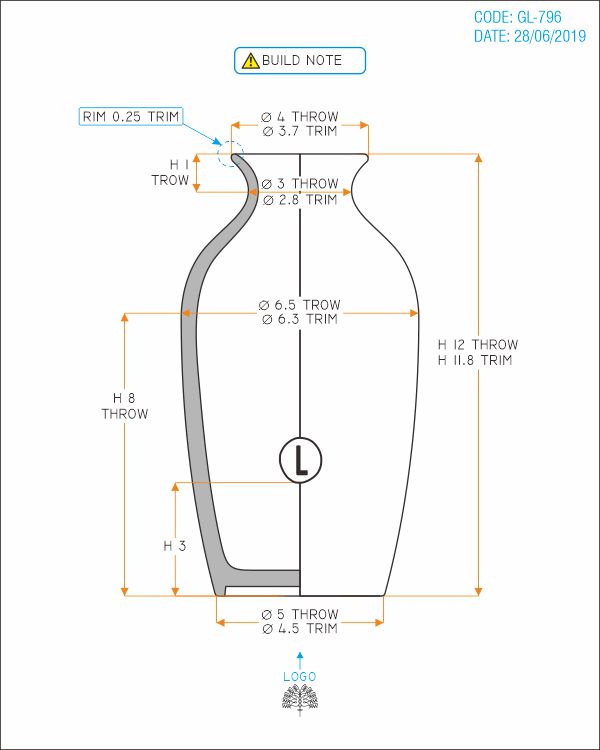 CODE: GL-796
DATE: 28/06/2019
BUILD NOTE
RIM 0.25 TRIM
Ø 4 THROW
Ø 3.7 TRIM
H 1
TROW
Ø 3 THROW
Ø 2.8 TRIM
Ø 6.5 TROW
Ø 6.3 TRIM
H 12 THROW
H 11.8 TRIM
H 8
THROW
L
H 3
Ø 5 THROW
Ø 4.5 TRIM
LOGO